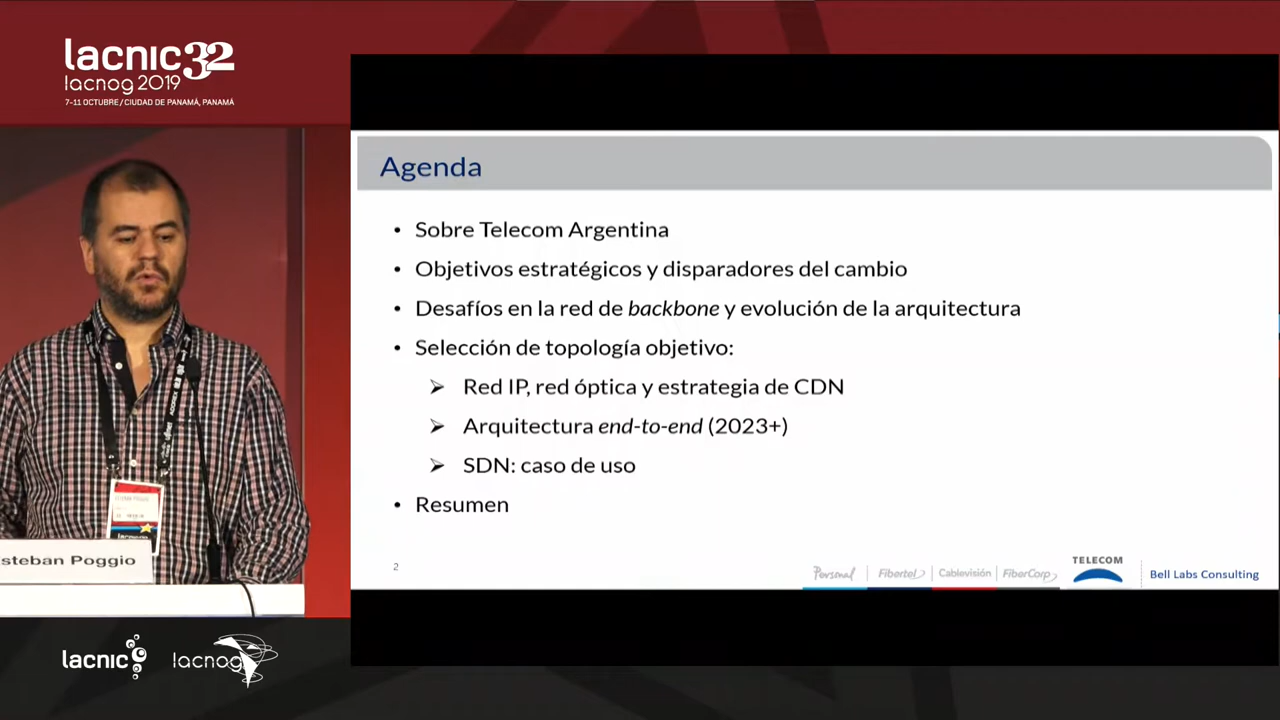 lacnic32
lacnog 2019
7-11 OCTUBRE / CIUDAD DE PANAMÁ, PANAMÁ
Agenda
• Sobre Telecom Argentina
• Objetivos estratégicos y disparadores del cambio
• Desafíos en la red de backbone y evolución de la arquitectura
• Selección de topología objetivo:
➢ Red IP, red óptica y estrategia de CDN
➢ Arquitectura end-to-end (2023+)
➢ SDN: caso de uso
• Resumen
2
Personal | Fibertel | Cablevisión | FiberCorp
TELECOM
Bell Labs Consulting
steban Poggio
lacnic
lacnog